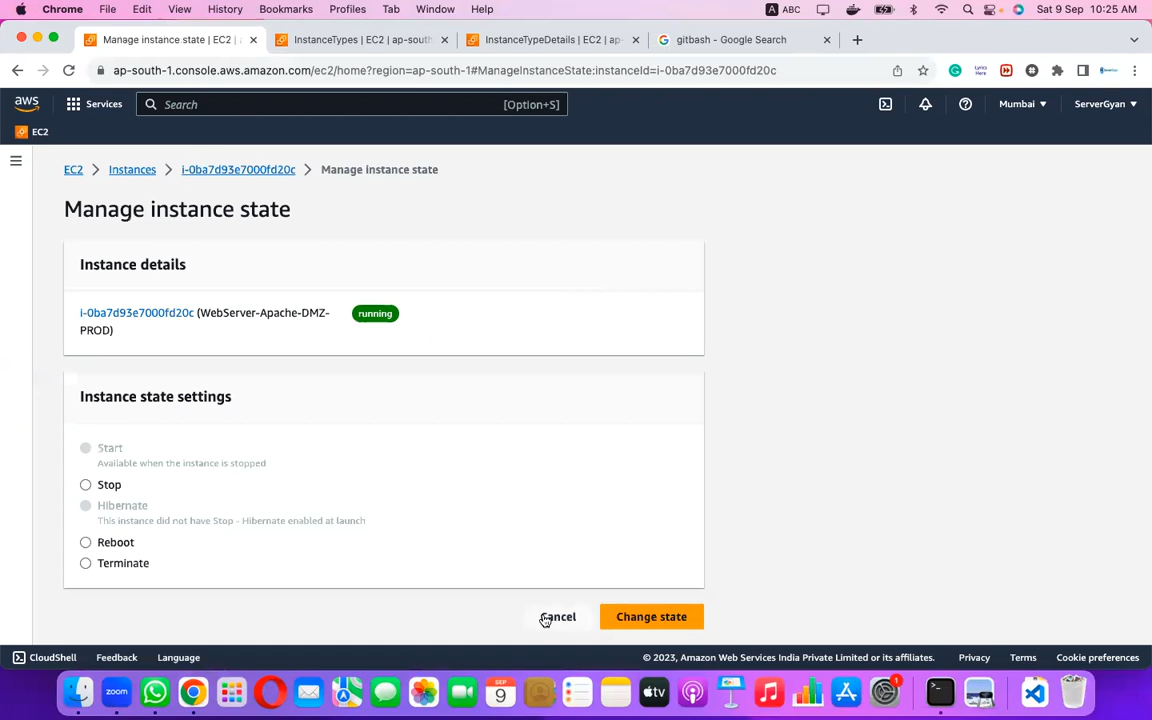 Chrome File Edit View History Bookmarks Profiles Tab Window Help A ABC Sat 9 Sep 10:25 AM
Manage instance state | EC2 | InstanceTypes | EC2 | ap-south InstanceTypeDetails | EC2 | ap- gitbash - Google Search
ap-south-1.console.aws.amazon.com/ec2/home?region=ap-south-1#ManageInstanceState:instanceId=i-0ba7d93e7000fd20c
aws Services Search [Option+S] Mumbai ServerGyan
EC2
EC2 Instances i-0ba7d93e7000fd20c Manage instance state
Manage instance state
Instance details
i-0ba7d93e7000fd20c (WebServer-Apache-DMZ- running
PROD)
Instance state settings
Start
Available when the instance is stopped
Stop
Hibernate
This instance did not have Stop - Hibernate enabled at launch
Reboot
Terminate
Cancel Change state
CloudShell Feedback Language © 2023, Amazon Web Services India Private Limited or its affiliates. Privacy Terms Cookie preferences
zoom SEP 9 tv 1